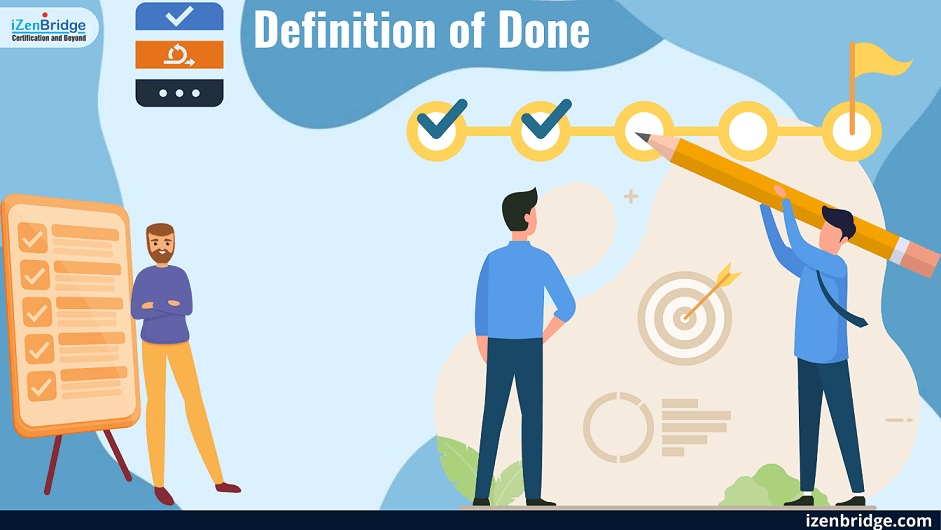 iZenBridge
Certification and Beyond
Definition of Done
izenbridge.com